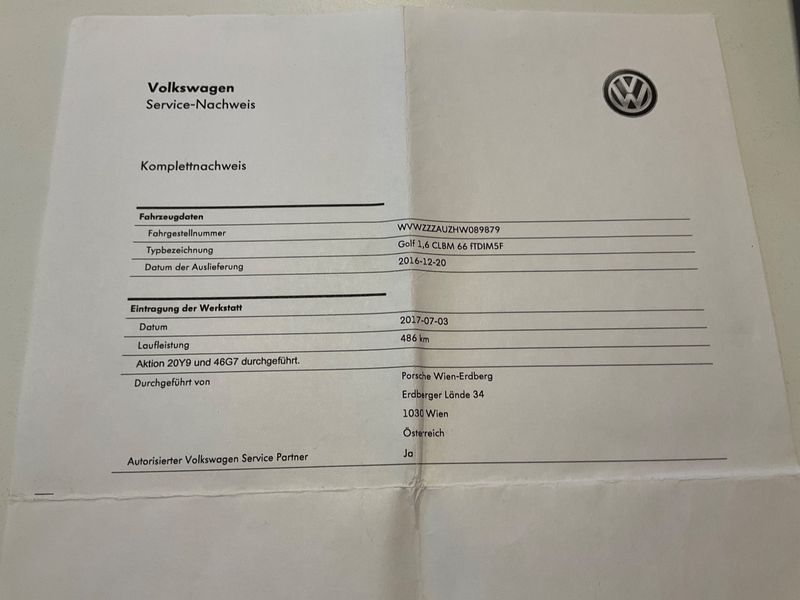 Volkswagen
Service-Nachweis
Komplettnachweis
Fahrzeugdaten
Fahrgestellnummer WVWZZZAUZHW089879
Typbezeichnung Golf 1,6 CLBM 66 fTDIM5F
Datum der Auslieferung 2016-12-20
Eintragung der Werkstatt
Datum 2017-07-03
Laufleistung 486 km
Aktion 20Y9 und 46G7 durchgeführt.
Durchgeführt von Porsche Wien-Erdberg
Erdberger Lände 34
1030 Wien
Österreich
Autorisierter Volkswagen Service Partner Ja